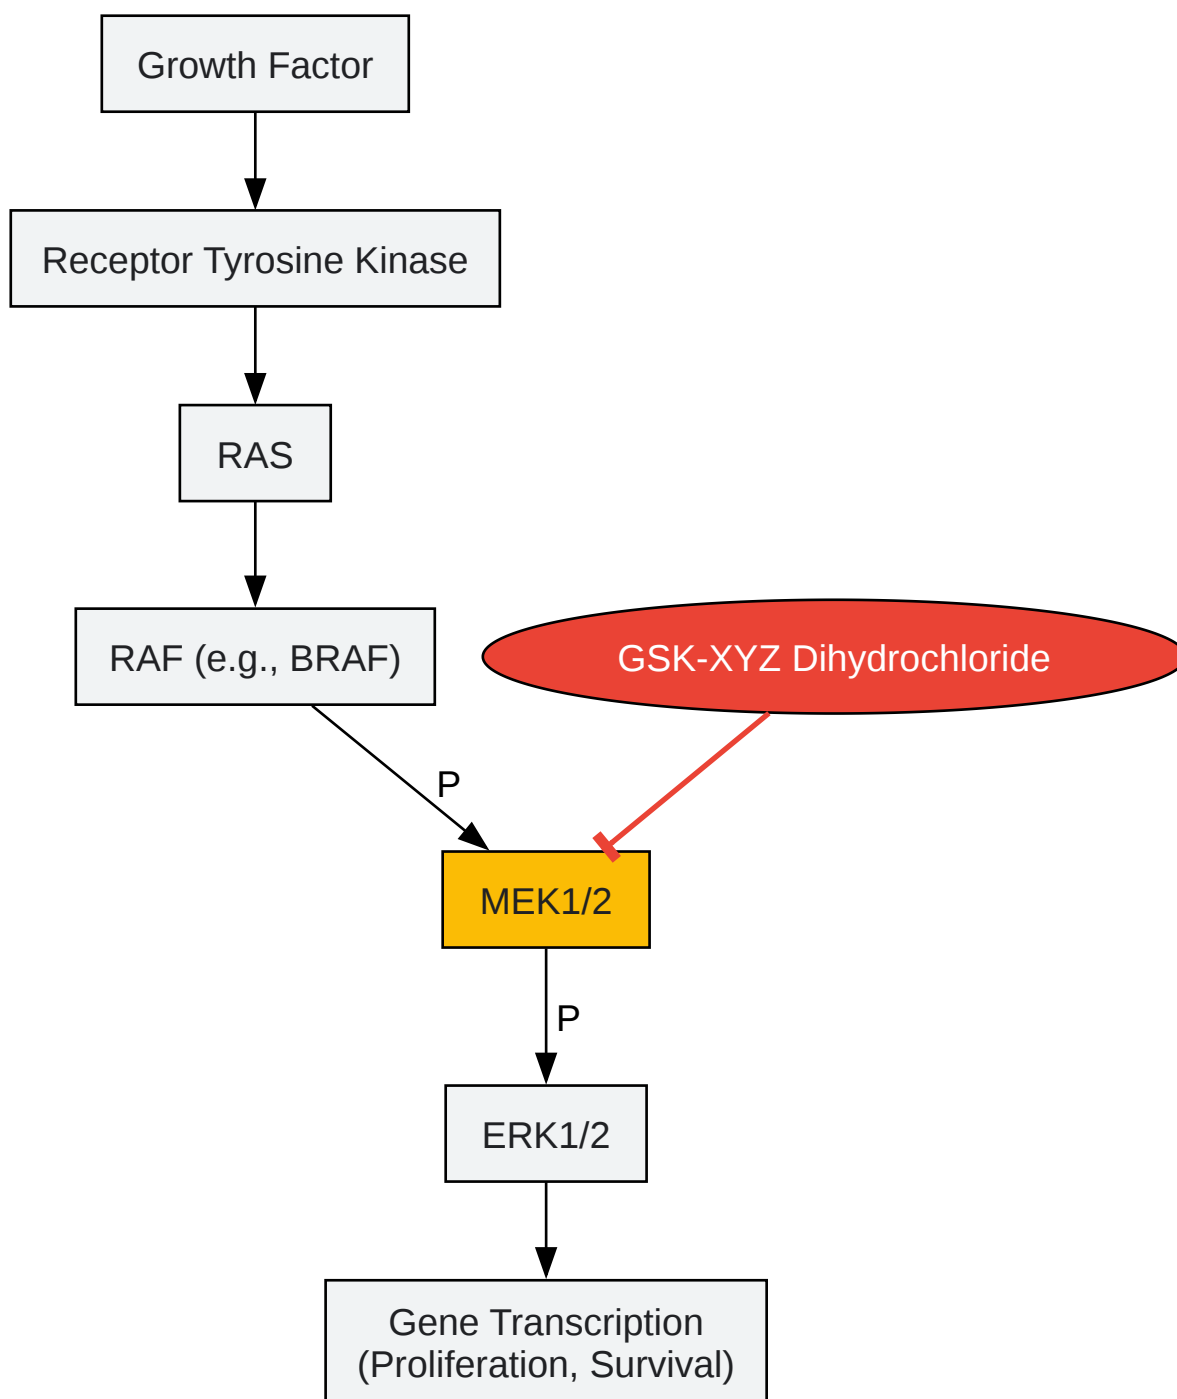 Growth Factor
Receptor Tyrosine Kinase
RAS
RAF (e.g., BRAF)
GSK-XYZ Dihydrochloride
P
MEK1/2
P
ERK1/2
Gene Transcription
(Proliferation, Survival)